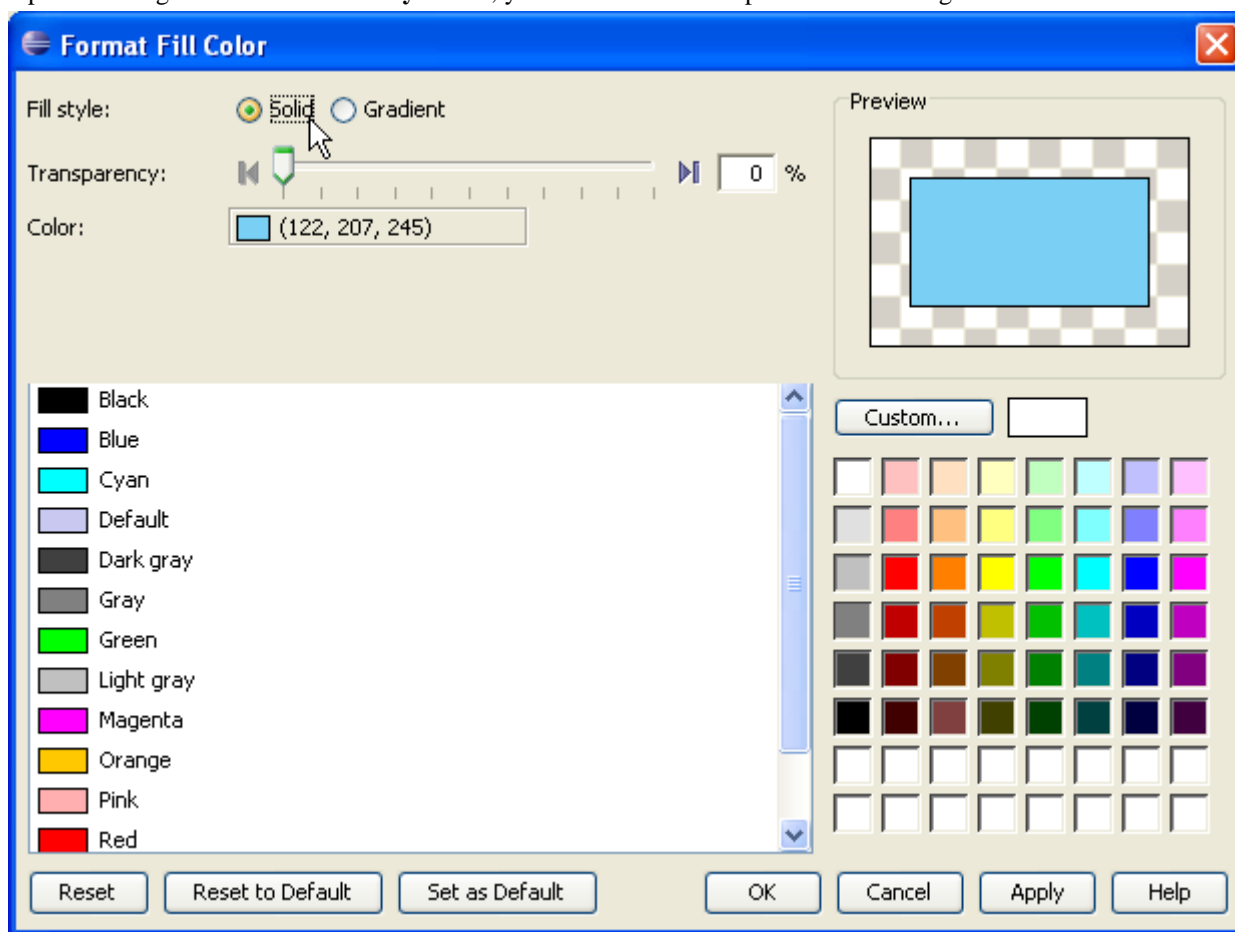 Format Fill Color
Fill style: Solid Gradient
Transparency: 0 %
Color: (122, 207, 245)
Preview
Black
Blue
Cyan
Default
Dark gray
Gray
Green
Light gray
Magenta
Orange
Pink
Red
Custom...
Reset Reset to Default Set as Default OK Cancel Apply Help